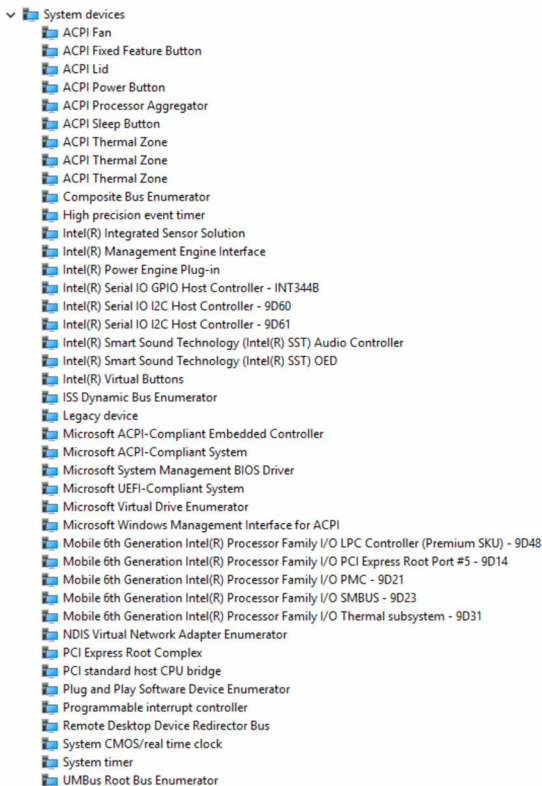 System devices
ACPI Fan
ACPI Fixed Feature Button
ACPI Lid
ACPI Power Button
ACPI Processor Aggregator
ACPI Sleep Button
ACPI Thermal Zone
ACPI Thermal Zone
ACPI Thermal Zone
Composite Bus Enumerator
High precision event timer
Intel(R) Integrated Sensor Solution
Intel(R) Management Engine Interface
Intel(R) Power Engine Plug-in
Intel(R) Serial IO GPIO Host Controller - INT344B
Intel(R) Serial IO I2C Host Controller - 9D60
Intel(R) Serial IO I2C Host Controller - 9D61
Intel(R) Smart Sound Technology (Intel(R) SST) Audio Controller
Intel(R) Smart Sound Technology (Intel(R) SST) OED
Intel(R) Virtual Buttons
ISS Dynamic Bus Enumerator
Legacy device
Microsoft ACPI-Compliant Embedded Controller
Microsoft ACPI-Compliant System
Microsoft System Management BIOS Driver
Microsoft UEFI-Compliant System
Microsoft Virtual Drive Enumerator
Microsoft Windows Management Interface for ACPI
Mobile 6th Generation Intel(R) Processor Family I/O LPC Controller (Premium SKU) - 9D48
Mobile 6th Generation Intel(R) Processor Family I/O PCI Express Root Port #5 - 9D14
Mobile 6th Generation Intel(R) Processor Family I/O PMC - 9D21
Mobile 6th Generation Intel(R) Processor Family I/O SMBUS - 9D23
Mobile 6th Generation Intel(R) Processor Family I/O Thermal subsystem - 9D31
NDIS Virtual Network Adapter Enumerator
PCI Express Root Complex
PCI standard host CPU bridge
Plug and Play Software Device Enumerator
Programmable interrupt controller
Remote Desktop Device Redirector Bus
System CMOS/real time clock
System timer
UMBus Root Bus Enumerator